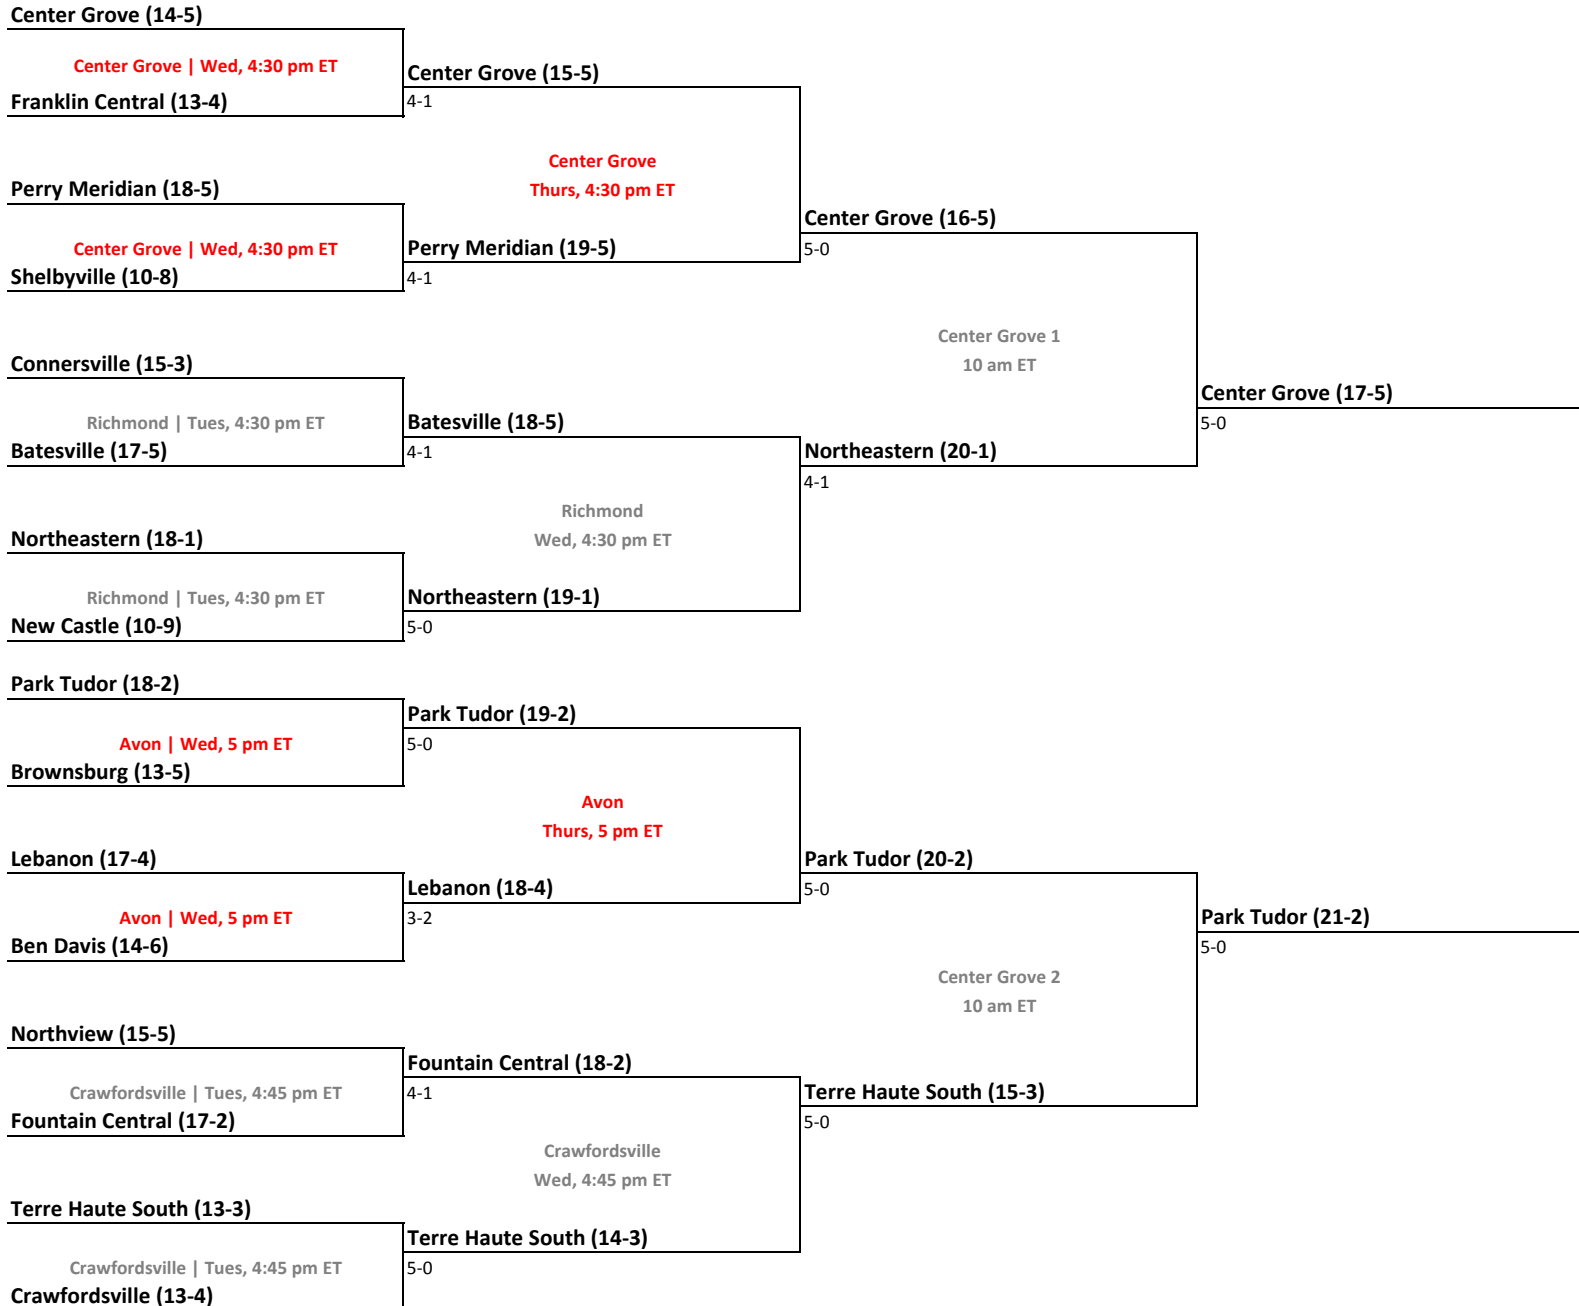 Center Grove (14-5)
Center Grove | Wed, 4:30 pm ET
Center Grove (15-5)
Franklin Central (13-4)
4-1
Center Grove
Thurs, 4:30 pm ET
Perry Meridian (18-5)
Center Grove (16-5)
Center Grove | Wed, 4:30 pm ET
Perry Meridian (19-5)
5-0
Shelbyville (10-8)
4-1
Center Grove 1
10 am ET
Connersville (15-3)
Center Grove (17-5)
Richmond | Tues, 4:30 pm ET
Batesville (18-5)
5-0
Batesville (17-5)
4-1
Northeastern (20-1)
4-1
Richmond
Wed, 4:30 pm ET
Northeastern (18-1)
Richmond | Tues, 4:30 pm ET
Northeastern (19-1)
New Castle (10-9)
5-0
Park Tudor (18-2)
Park Tudor (19-2)
Avon | Wed, 5 pm ET
5-0
Brownsburg (13-5)
Avon
Thurs, 5 pm ET
Lebanon (17-4)
Park Tudor (20-2)
Lebanon (18-4)
5-0
Avon | Wed, 5 pm ET
3-2
Park Tudor (21-2)
Ben Davis (14-6)
5-0
Center Grove 2
10 am ET
Northview (15-5)
Fountain Central (18-2)
Crawfordsville | Tues, 4:45 pm ET
4-1
Terre Haute South (15-3)
Fountain Central (17-2)
5-0
Crawfordsville
Wed, 4:45 pm ET
Terre Haute South (13-3)
Terre Haute South (14-3)
Crawfordsville | Tues, 4:45 pm ET
5-0
Crawfordsville (13-4)